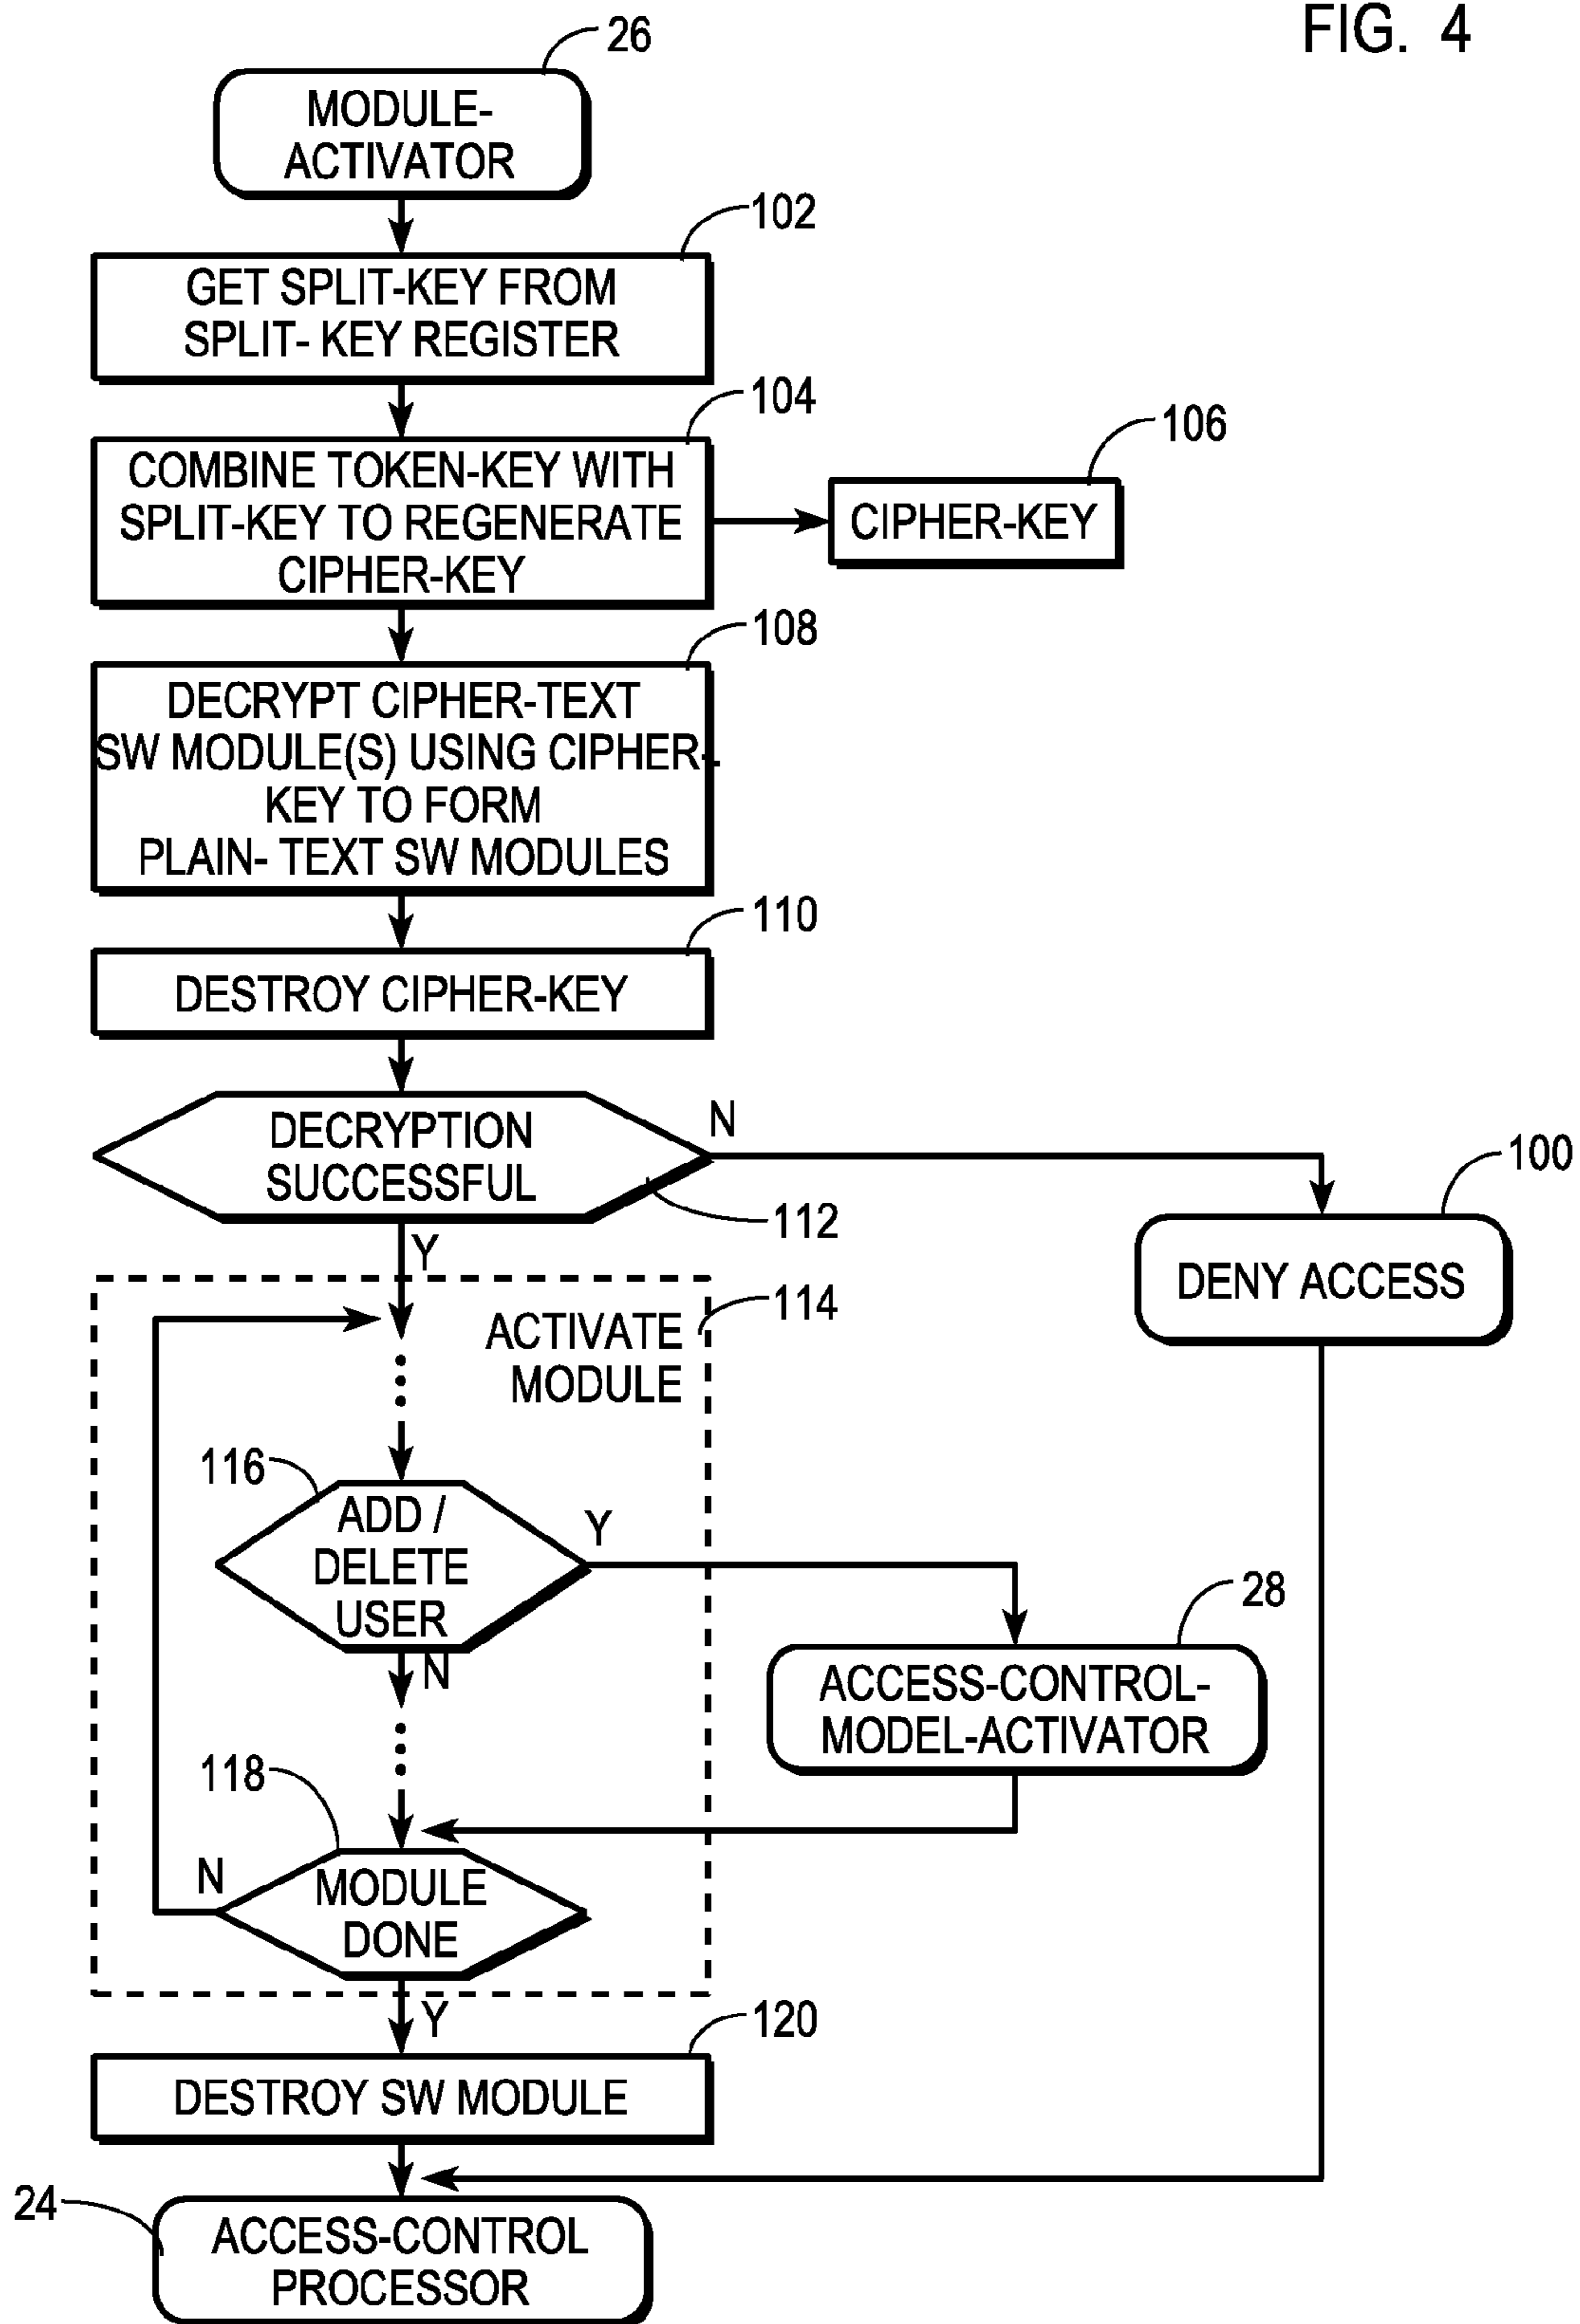 FIG. 4
26
MODULE-
ACTIVATOR
102
GET SPLIT-KEY FROM
SPLIT- KEY REGISTER
104
COMBINE TOKEN-KEY WITH
SPLIT-KEY TO REGENERATE
CIPHER-KEY
106
CIPHER-KEY
108
DECRYPT CIPHER-TEXT
SW MODULE(S) USING CIPHER-
KEY TO FORM
PLAIN- TEXT SW MODULES
110
DESTROY CIPHER-KEY
DECRYPTION
SUCCESSFUL
N
112
Y
100
DENY ACCESS
114
ACTIVATE
MODULE
116
ADD /
DELETE
USER
Y
N
28
ACCESS-CONTROL-
MODEL-ACTIVATOR
118
N
MODULE
DONE
Y
120
DESTROY SW MODULE
24
ACCESS-CONTROL
PROCESSOR